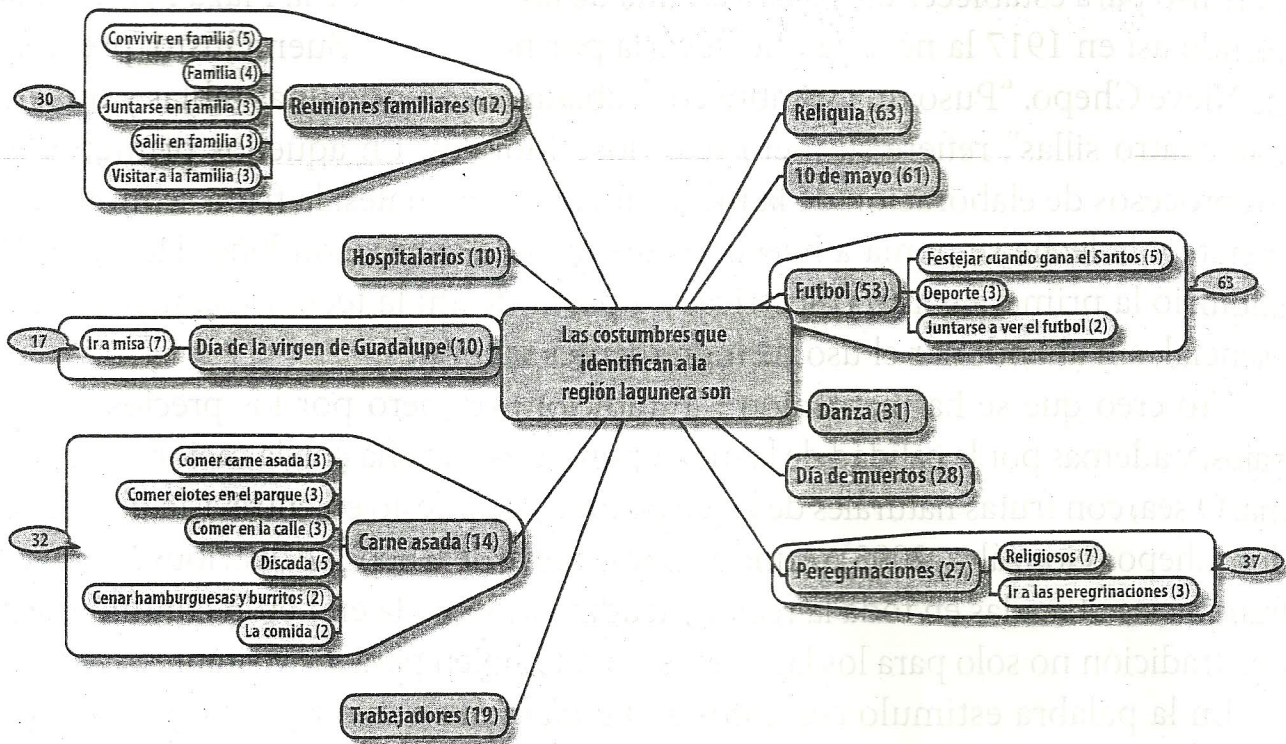 Convivir en familia (5)
Familia (4)
Juntarse en familia (3)
Salir en familia (3)
Visitar a la familia (3)
30
Reuniones familiares (12)
Hospitalarios (10)
17
Ir a misa (7)
Día de la virgen de Guadalupe (10)
Comer carne asada (3)
Comer elotes en el parque (3)
Comer en la calle (3)
Discada (5)
Cenar hamburguesas y burritos (2)
La comida (2)
32
Carne asada (14)
Trabajadores (19)
Las costumbres que
identifican a la
región lagunera son
Reliquia (63)
10 de mayo (61)
Futbol (53)
Festejar cuando gana el Santos (5)
Deporte (3)
Juntarse a ver el futbol (2)
63
Danza (31)
Día de muertos (28)
Peregrinaciones (27)
Religiosos (7)
Ir a las peregrinaciones (3)
37